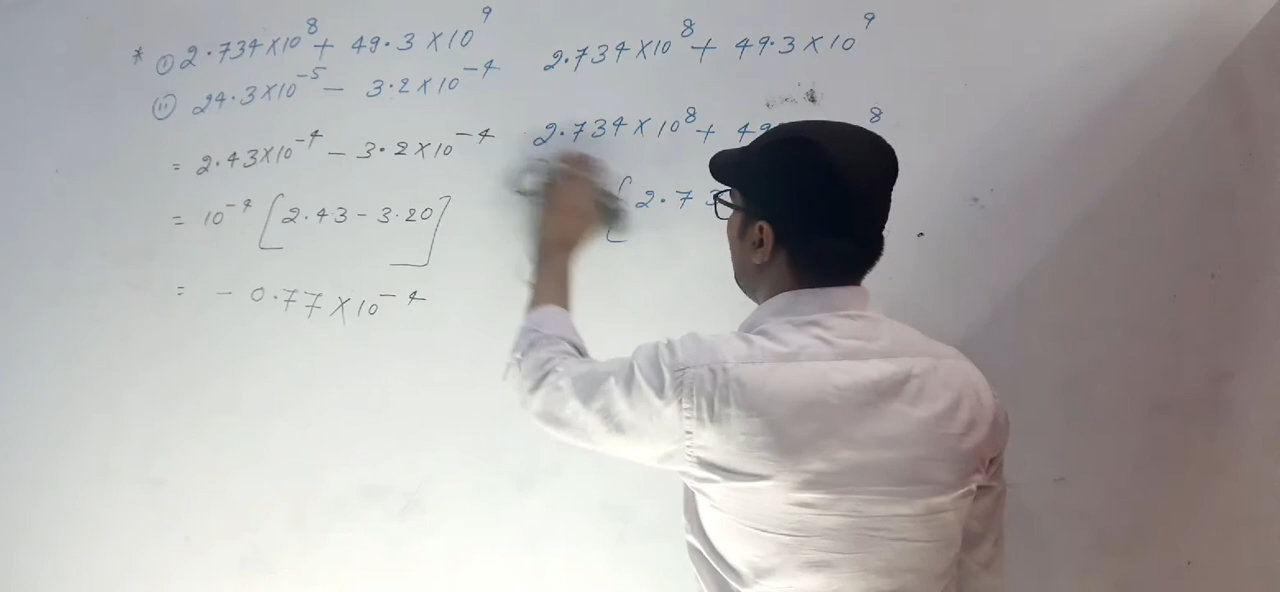 * (i) 2.734×10⁸ + 49.3×10⁹
(ii) 24.3×10⁻⁵ − 3.2×10⁻⁴
= 2.43×10⁻⁴ − 3.2×10⁻⁴
= 10⁻⁴ [2.43 − 3.20]
= − 0.77×10⁻⁴
2.734×10⁸ + 49.3×10⁹
2.734×10⁸ + 49 8
[2.73